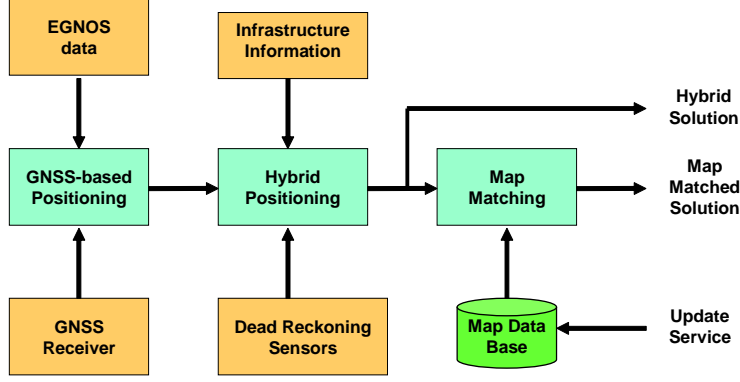 EGNOS
data
Infrastructure
Information
Hybrid
Solution
GNSS-based
Positioning
Hybrid
Positioning
Map
Matching
Map
Matched
Solution
GNSS
Receiver
Dead Reckoning
Sensors
Map Data
Base
Update
Service